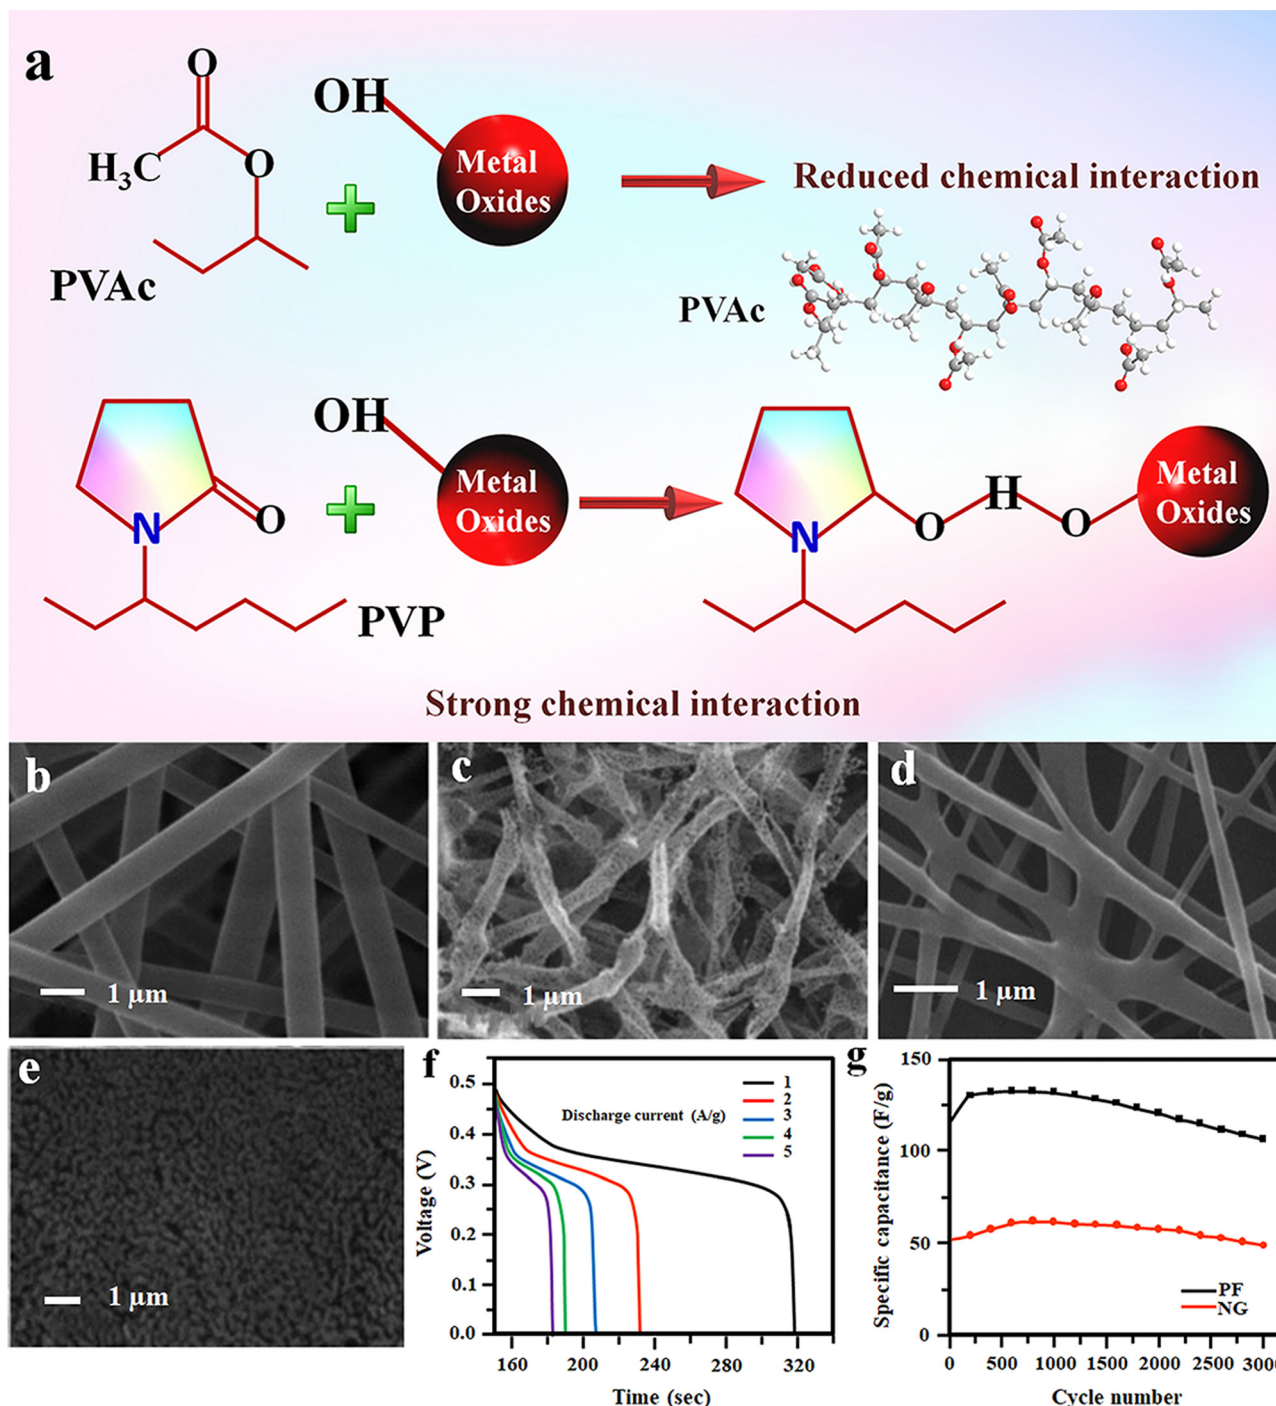 a
O
OH
H₃C
O
Metal
Oxides
Reduced chemical interaction
PVAc
PVAc
OH
Metal
Oxides
N
O
PVP
N
O
H
O
Metal
Oxides
Strong chemical interaction
b
1 µm
c
1 µm
d
1 µm
e
1 µm
f
Voltage (V)
0.5
0.4
0.3
0.2
0.1
0.0
Discharge current (A/g)
1
2
3
4
5
160 200 240 280 320
Time (sec)
g
Specific capacitance (F/g)
150
100
50
0
PF
NG
0 500 1000 1500 2000 2500 3000
Cycle number